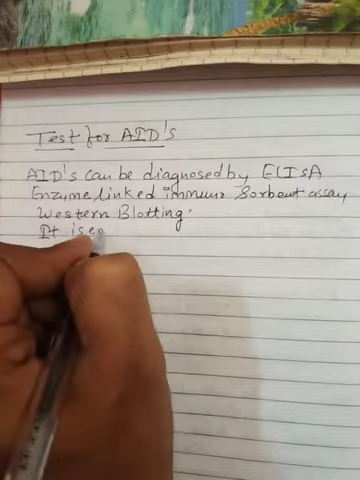 Test for AID's
AID's can be diagnosed by ELISA
Enzyme linked immuno Sorbent assay,
Western Blotting.
It is e